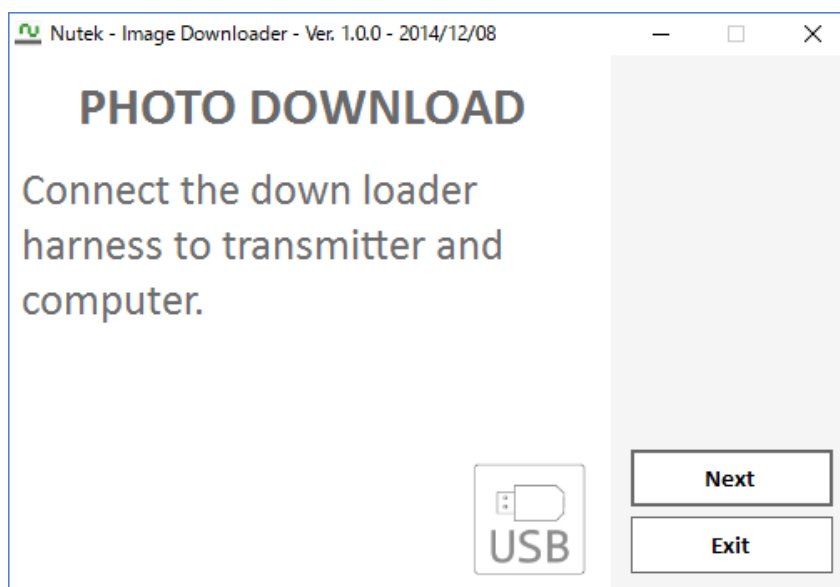 Nutek - Image Downloader - Ver. 1.0.0 - 2014/12/08
PHOTO DOWNLOAD
Connect the down loader
harness to transmitter and
computer.
USB
Next
Exit